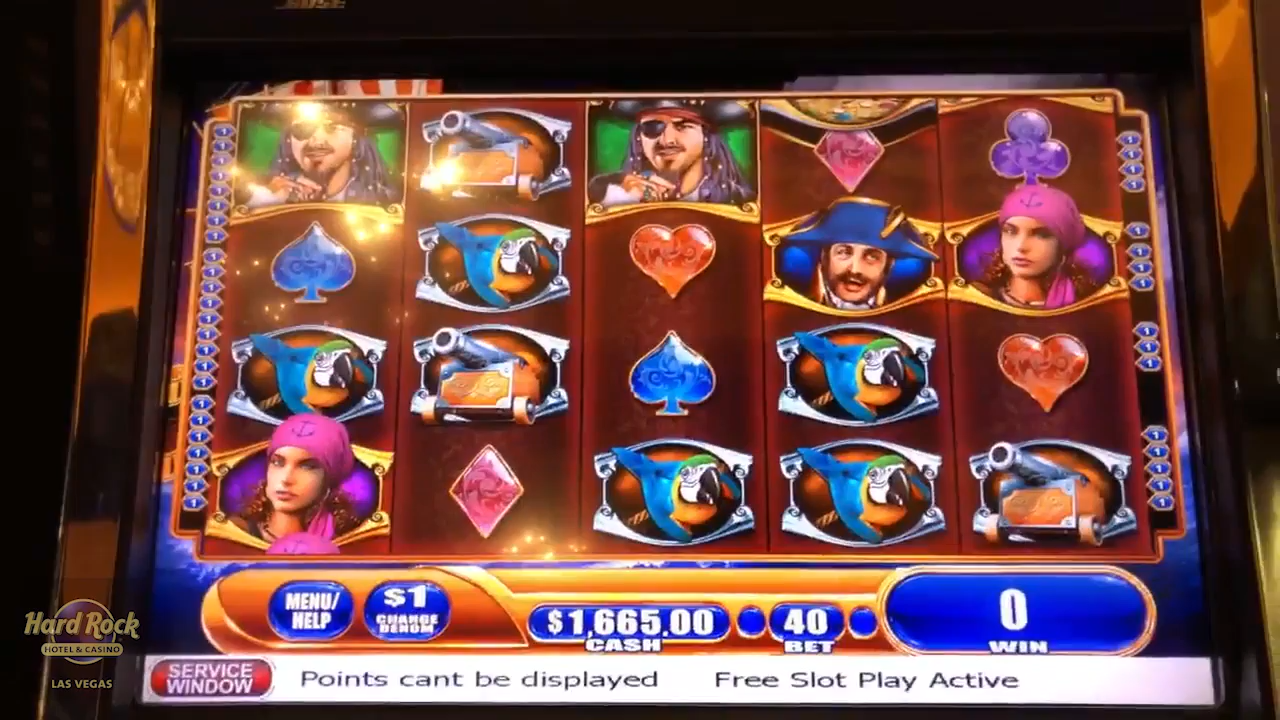 MENU/
HELP
$1
CHANGE
DENOM
$1,665.00
CASH
40
BET
0
WIN
Hard Rock
HOTEL & CASINO
LAS VEGAS
SERVICE
WINDOW
Points cant be displayed
Free Slot Play Active